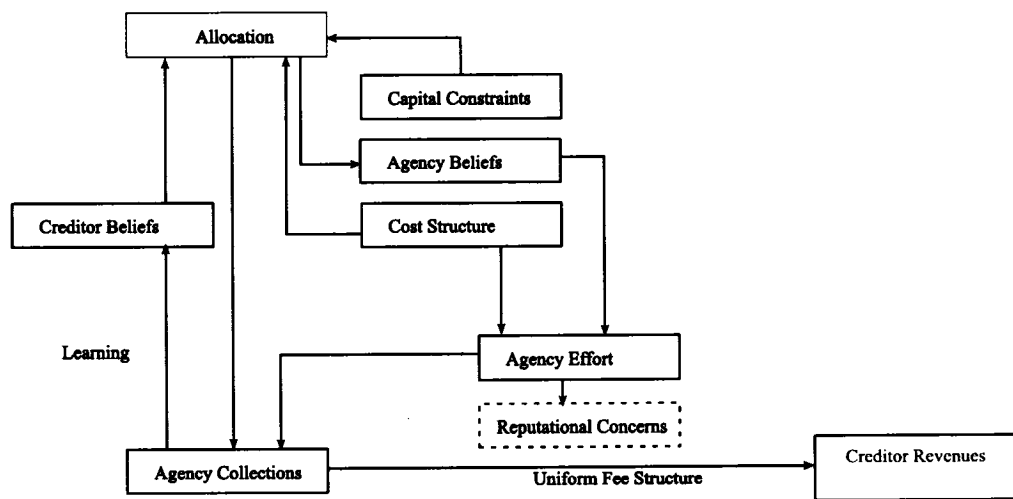 Allocation
Capital Constraints
Agency Beliefs
Creditor Beliefs
Cost Structure
Learning
Agency Effort
Reputational Concerns
Agency Collections
Uniform Fee Structure
Creditor Revenues